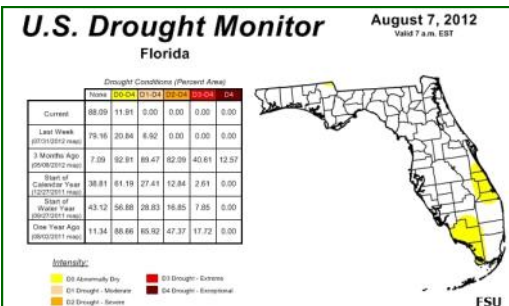 U.S. Drought Monitor
August 7, 2012
Valid 7 a.m. EST
Florida
Drought Conditions (Percent Area)
None D0-D4 D1-D4 D2-D4 D3-D4 D4
Current 88.09 11.91 0.00 0.00 0.00 0.00
Last Week (07/31/2012 map) 79.16 20.84 6.92 0.00 0.00 0.00
3 Months Ago (05/08/2012 map) 7.09 92.91 89.47 82.09 40.61 12.57
Start of Calendar Year (12/27/2011 map) 38.81 61.19 27.41 12.84 2.61 0.00
Start of Water Year (09/27/2011 map) 43.12 56.88 28.83 16.85 7.85 0.00
One Year Ago (08/02/2011 map) 11.34 88.66 65.92 47.37 17.72 0.00
Intensity:
D0 Abnormally Dry
D1 Drought - Moderate
D2 Drought - Severe
D3 Drought - Extreme
D4 Drought - Exceptional
FSU